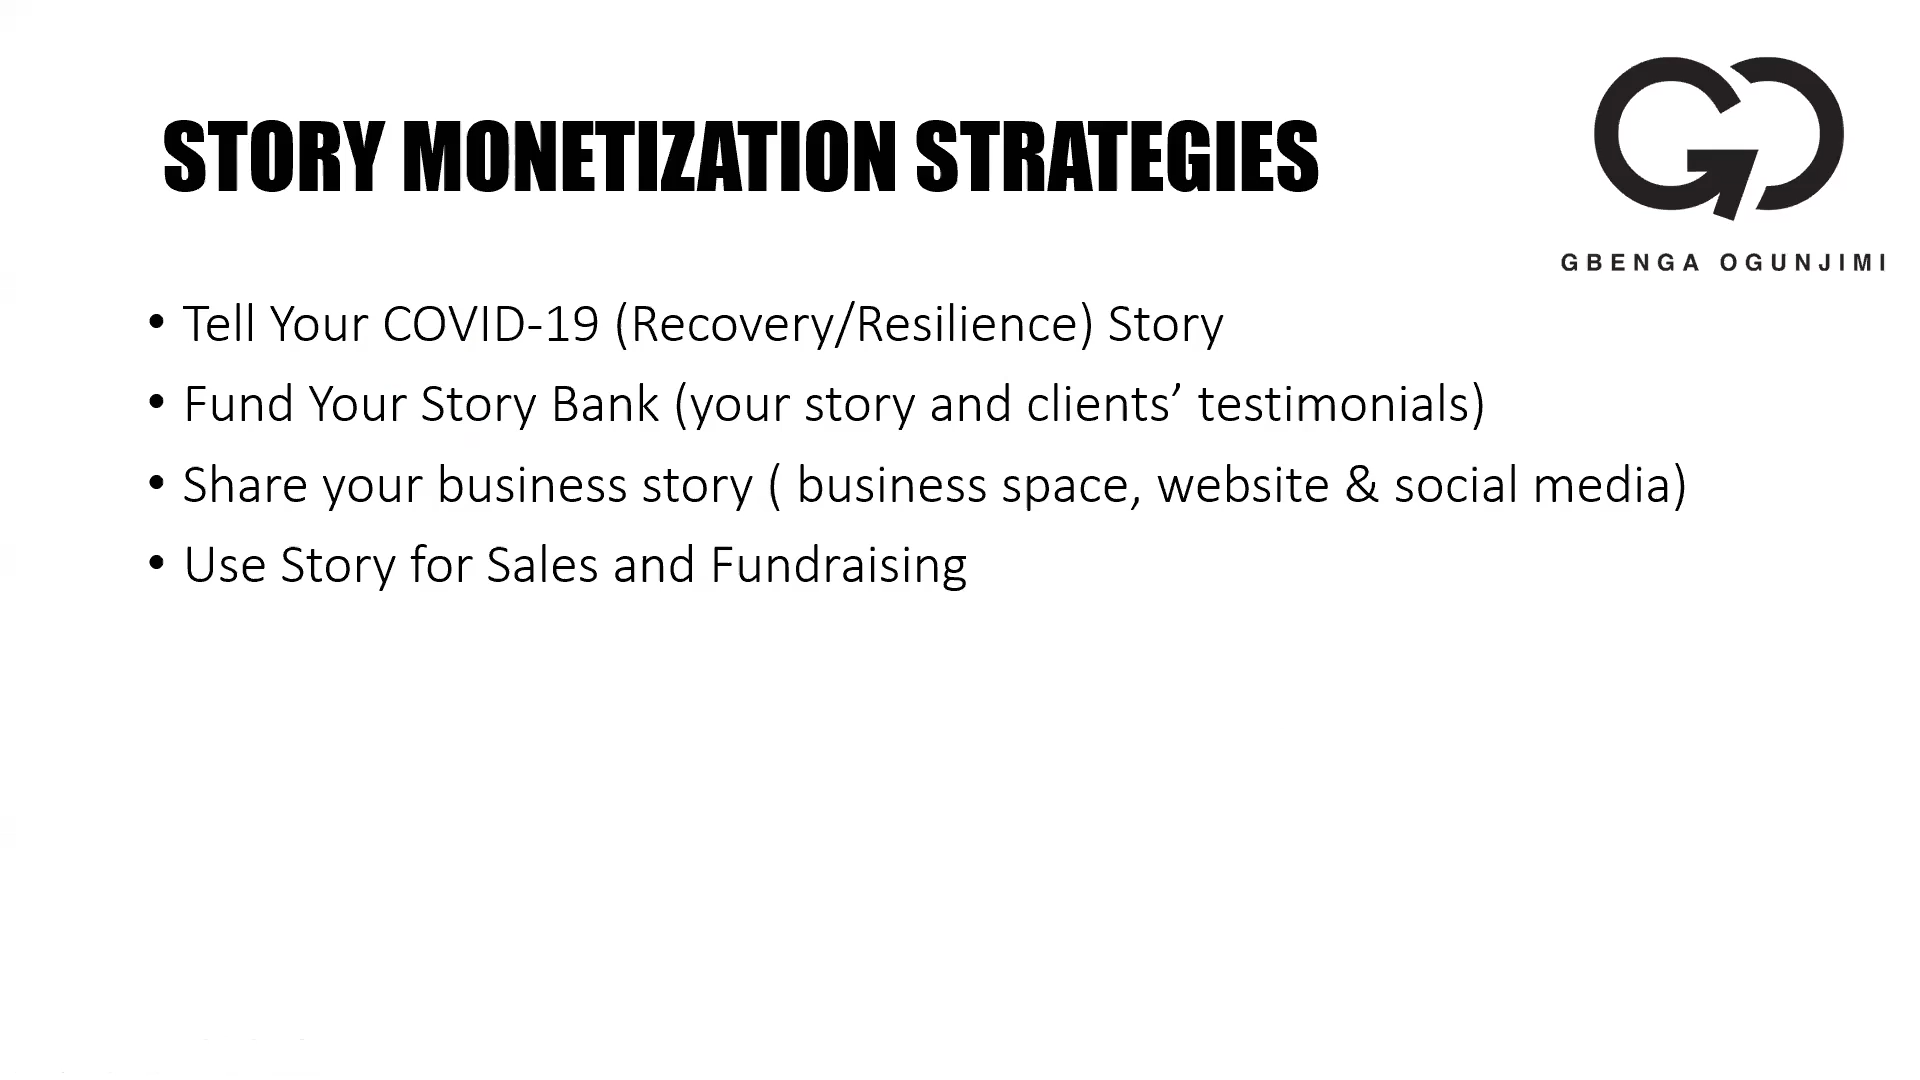 STORY MONETIZATION STRATEGIES
GBENGA OGUNJIMI
• Tell Your COVID-19 (Recovery/Resilience) Story
• Fund Your Story Bank (your story and clients’ testimonials)
• Share your business story ( business space, website & social media)
• Use Story for Sales and Fundraising